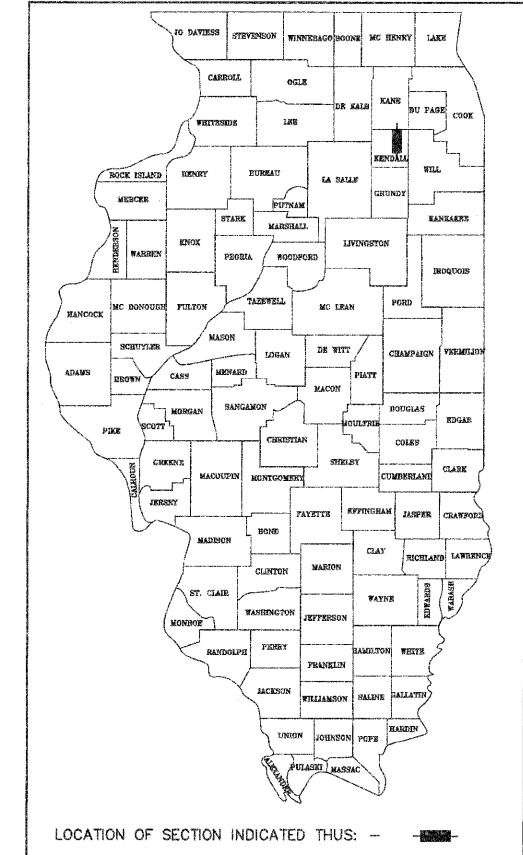 JO DAVIESS STEVENSON WINNEBAGO BOONE MC HENRY LAKE
CARROLL OGLE DE KALB KANE DU PAGE COOK
WHITESIDE LEE
KENDALL WILL
ROCK ISLAND HENRY BUREAU LA SALLE GRUNDY
MERCER PUTNAM KANKAKEE
STARK MARSHALL
HENDERSON WARREN KNOX PEORIA WOODFORD LIVINGSTON IROQUOIS
HANCOCK MC DONOUGH FULTON TAZEWELL MC LEAN FORD
SCHUYLER MASON LOGAN DE WITT CHAMPAIGN VERMILION
ADAMS BROWN CASS MENARD MACON PIATT
MORGAN SANGAMON DOUGLAS EDGAR
PIKE SCOTT CHRISTIAN MOULTRIE COLES
CALHOUN GREENE MACOUPIN MONTGOMERY SHELBY CUMBERLAND CLARK
JERSEY FAYETTE EFFINGHAM JASPER CRAWFORD
MADISON BOND CLAY RICHLAND LAWRENCE
CLINTON MARION
ST. CLAIR WAYNE EDWARDS WABASH
WASHINGTON JEFFERSON
MONROE
RANDOLPH PERRY HAMILTON WHITE
FRANKLIN
JACKSON WILLIAMSON SALINE GALLATIN
HARDIN
UNION JOHNSON POPE
ALEXANDER PULASKI MASSAC
LOCATION OF SECTION INDICATED THUS: -